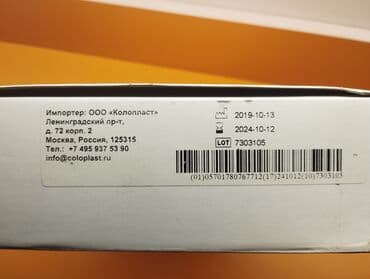 Импортер: ООО «Колопласт»
Ленинградский пр-т,
д. 72 корп. 2
Москва, Россия, 125315
Тел.: +7 495 937 53 90
info@coloplast.ru
2019-10-13
2024-10-12
LOT 7303105
(01)05701780767712(17)241012(10)7303105